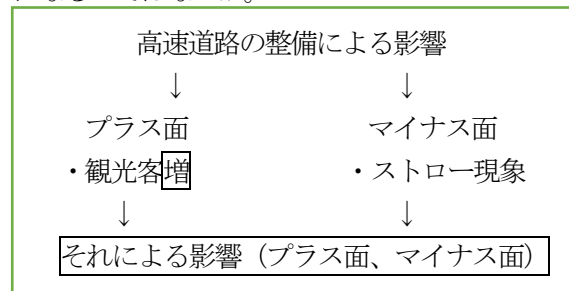 高速道路の整備による影響
↓ ↓
プラス面 マイナス面
・観光客増 ・ストロー現象
↓ ↓
それによる影響（プラス面、マイナス面）